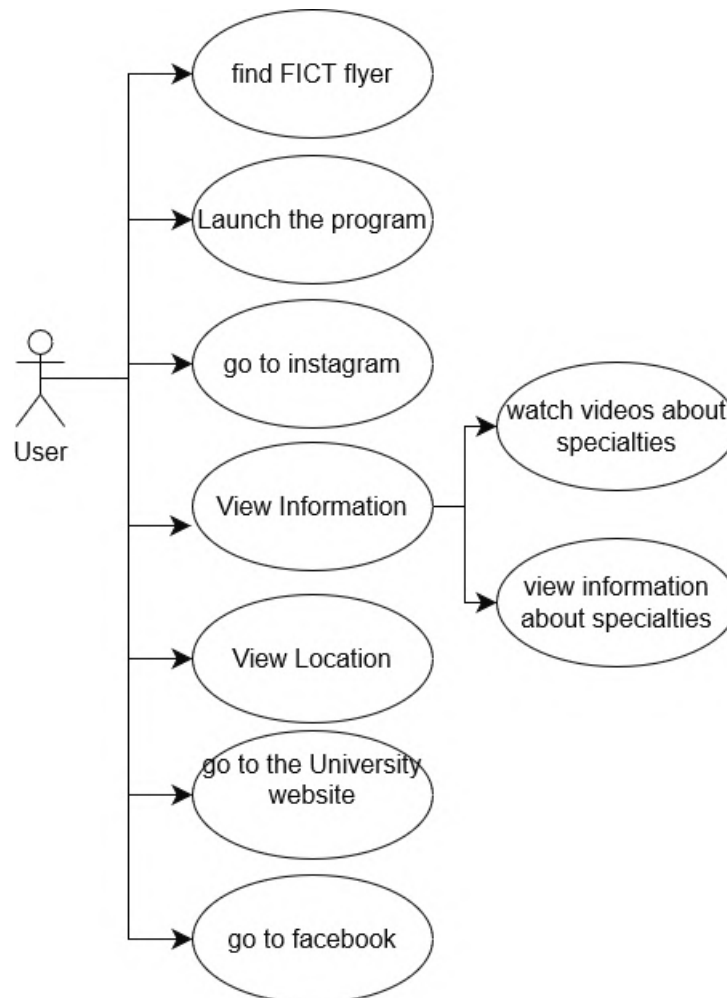 find FICT flyer
Launch the program
go to instagram
User
View Information
watch videos about
specialties
view information
about specialties
View Location
go to the University
website
go to facebook